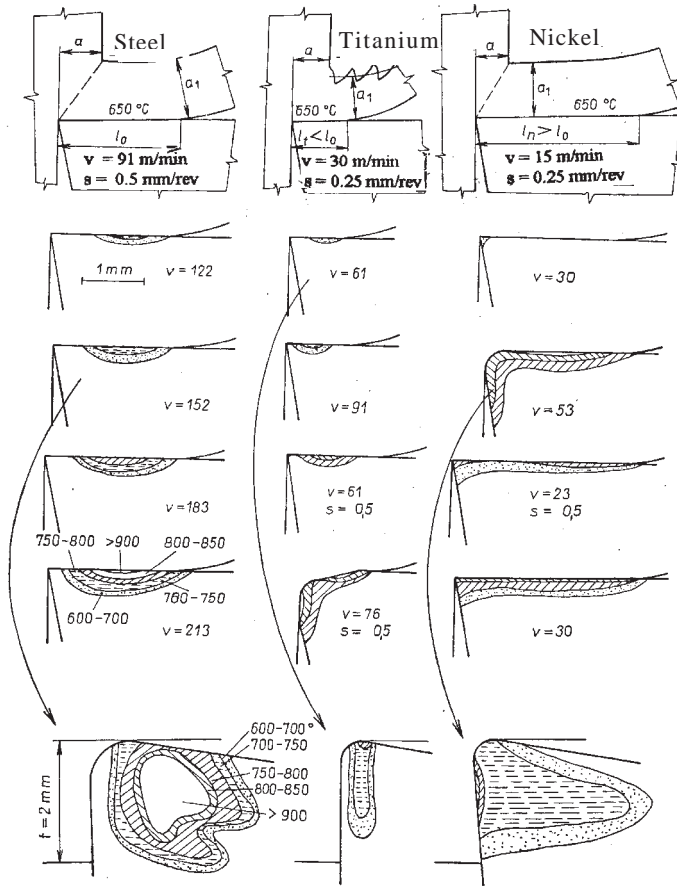 a
Steel
a₁
650 °C
l₀
v = 91 m/min
s = 0.5 mm/rev
a
Titanium
a₁
650 °C
lₜ < l₀
v = 30 m/min
s = 0.25 mm/rev
a
Nickel
a₁
650 °C
lₙ > l₀
v = 15 m/min
s = 0.25 mm/rev
1 mm
v = 122
v = 61
v = 30
v = 152
v = 91
v = 53
v = 183
v = 61
s = 0,5
v = 23
s = 0,5
750-800
>900
800-850
600-700
700-750
v = 213
v = 76
s = 0,5
v = 30
t = 2mm
600-700°
700-750
750-800
800-850
> 900